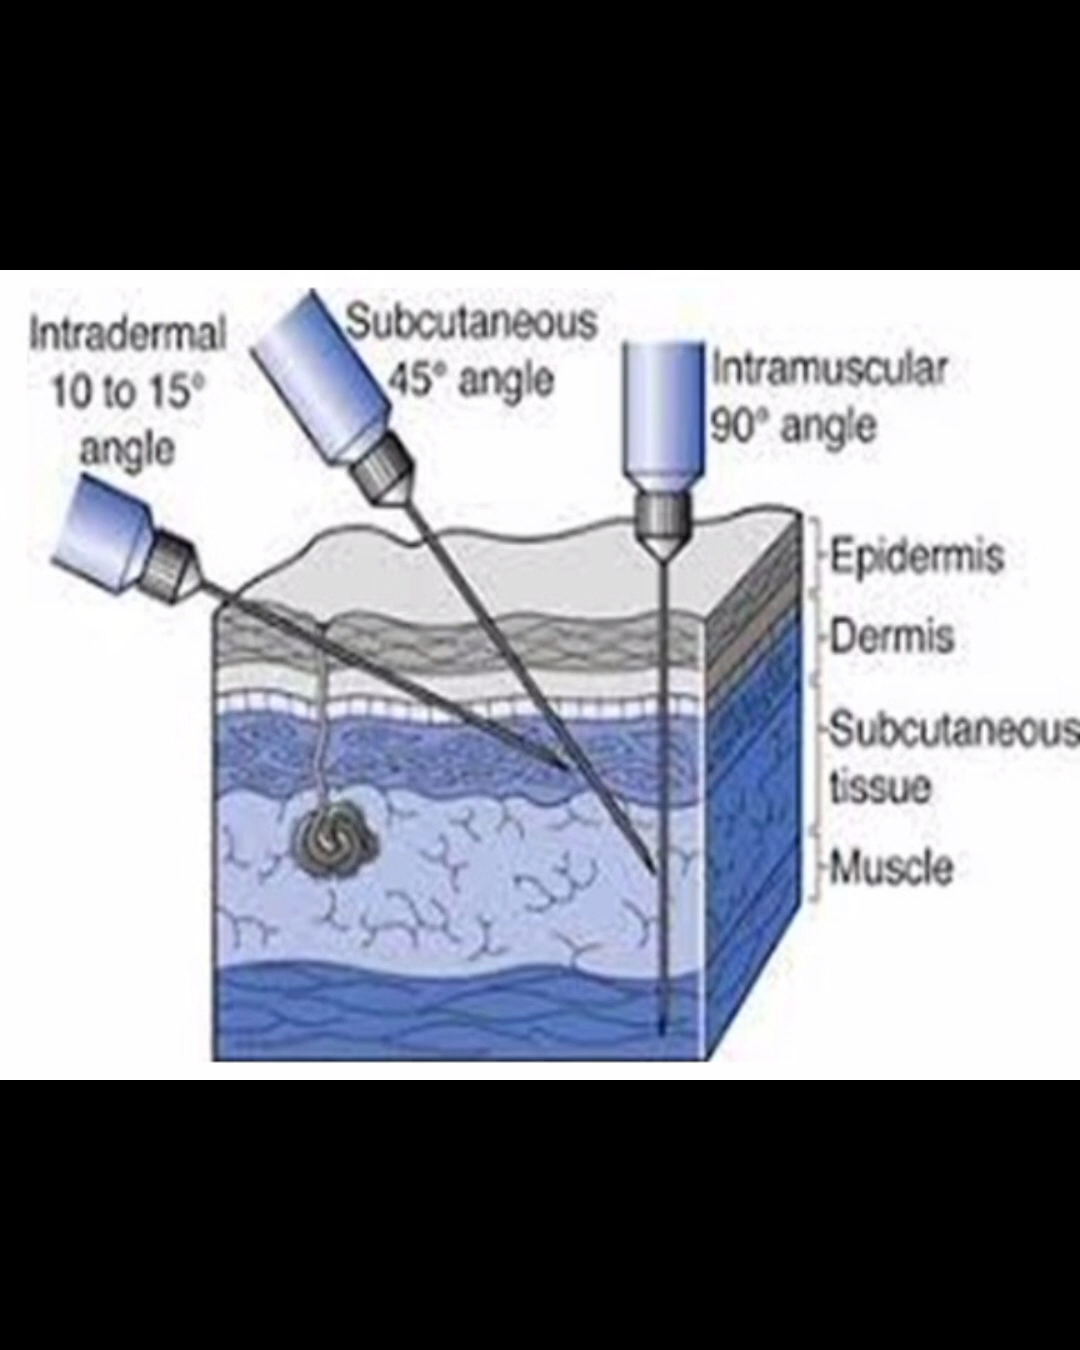 Intradermal
10 to 15°
angle
Subcutaneous
45° angle
Intramuscular
90° angle
Epidermis
Dermis
Subcutaneous
tissue
Muscle